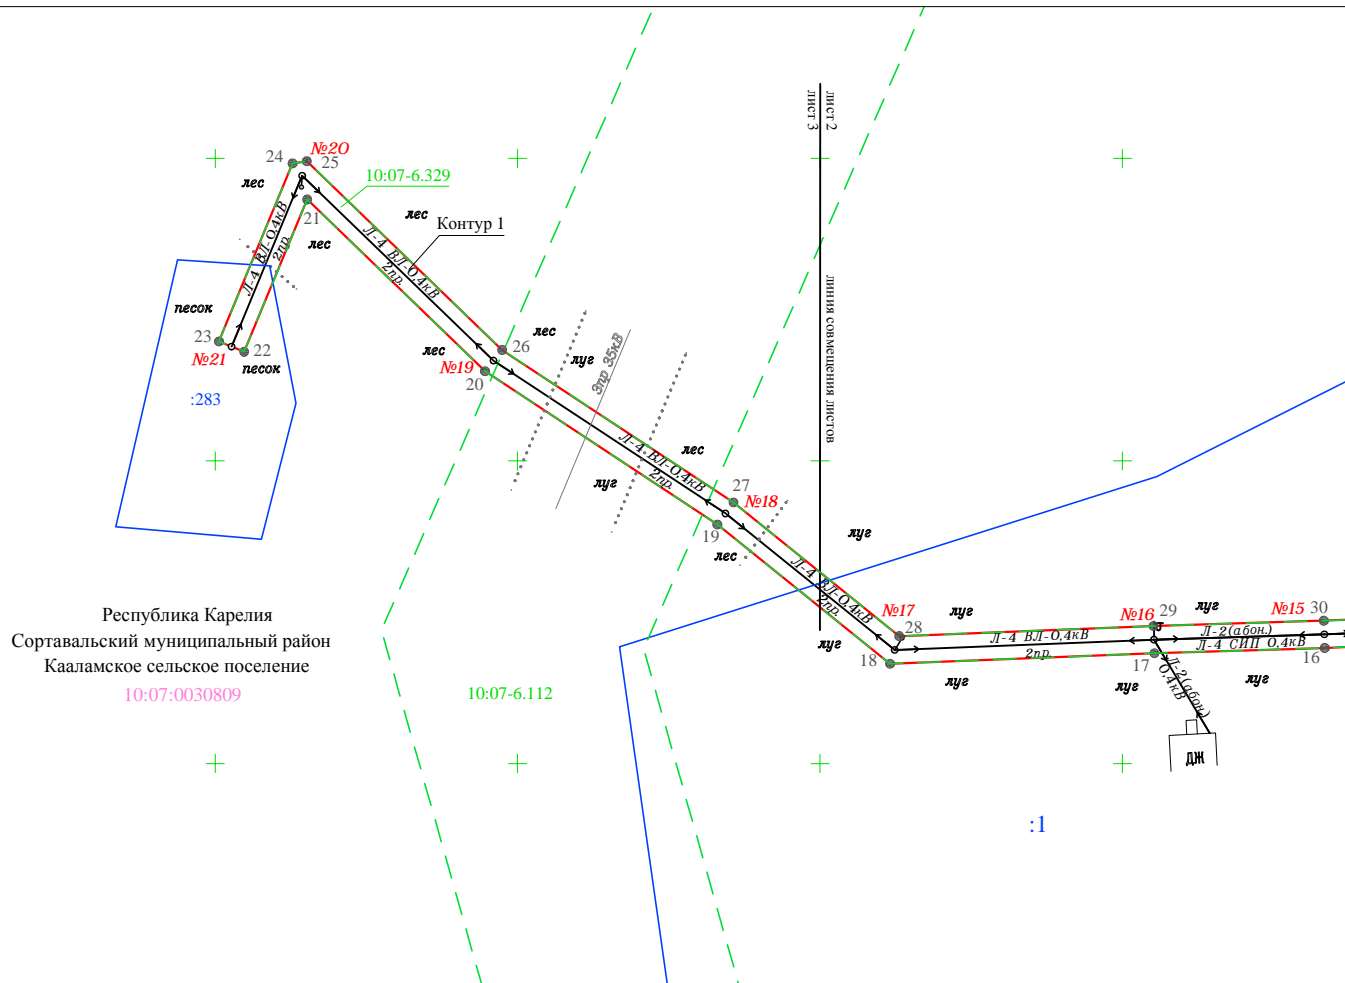 лист 2
лист 3
№20
24
25
лес
10:07-6.329
лес
Контур 1
21
лес
Л-4 ВЛ-0,4кВ
2пр.
Л-4 ВЛ-0,4кВ
2пр.
линия совмещения листов
песок
23
№21
22
песок
:283
26
лес
луг
3пр 35кВ
лес
№19
20
Л-4 ВЛ-0,4кВ
2пр.
лес
луг
27
№18
19
лес
луг
Л-4 ВЛ-0,4кВ
2пр.
№17
28
луг
№16
29
луг
№15
30
Л-4 ВЛ-0,4кВ
2пр.
Л-2(абон.)
Л-4 СИП 0,4кВ
луг
18
17
16
луг
луг
луг
Л-2(абон.)
0,4кВ
ДЖ
Республика Карелия
Сортавальский муниципальный район
Кааламское сельское поселение
10:07:0030809
10:07-6.112
:1